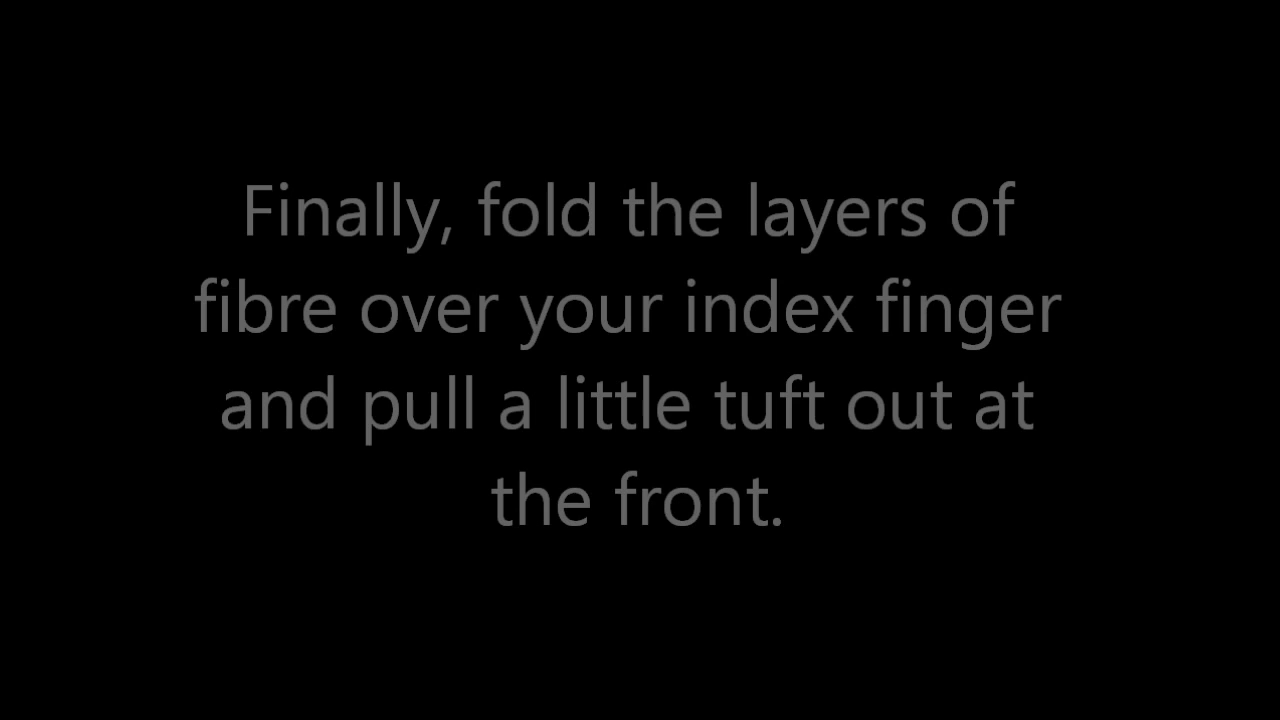 Finally, fold the layers of
fibre over your index finger
and pull a little tuft out at
the front.